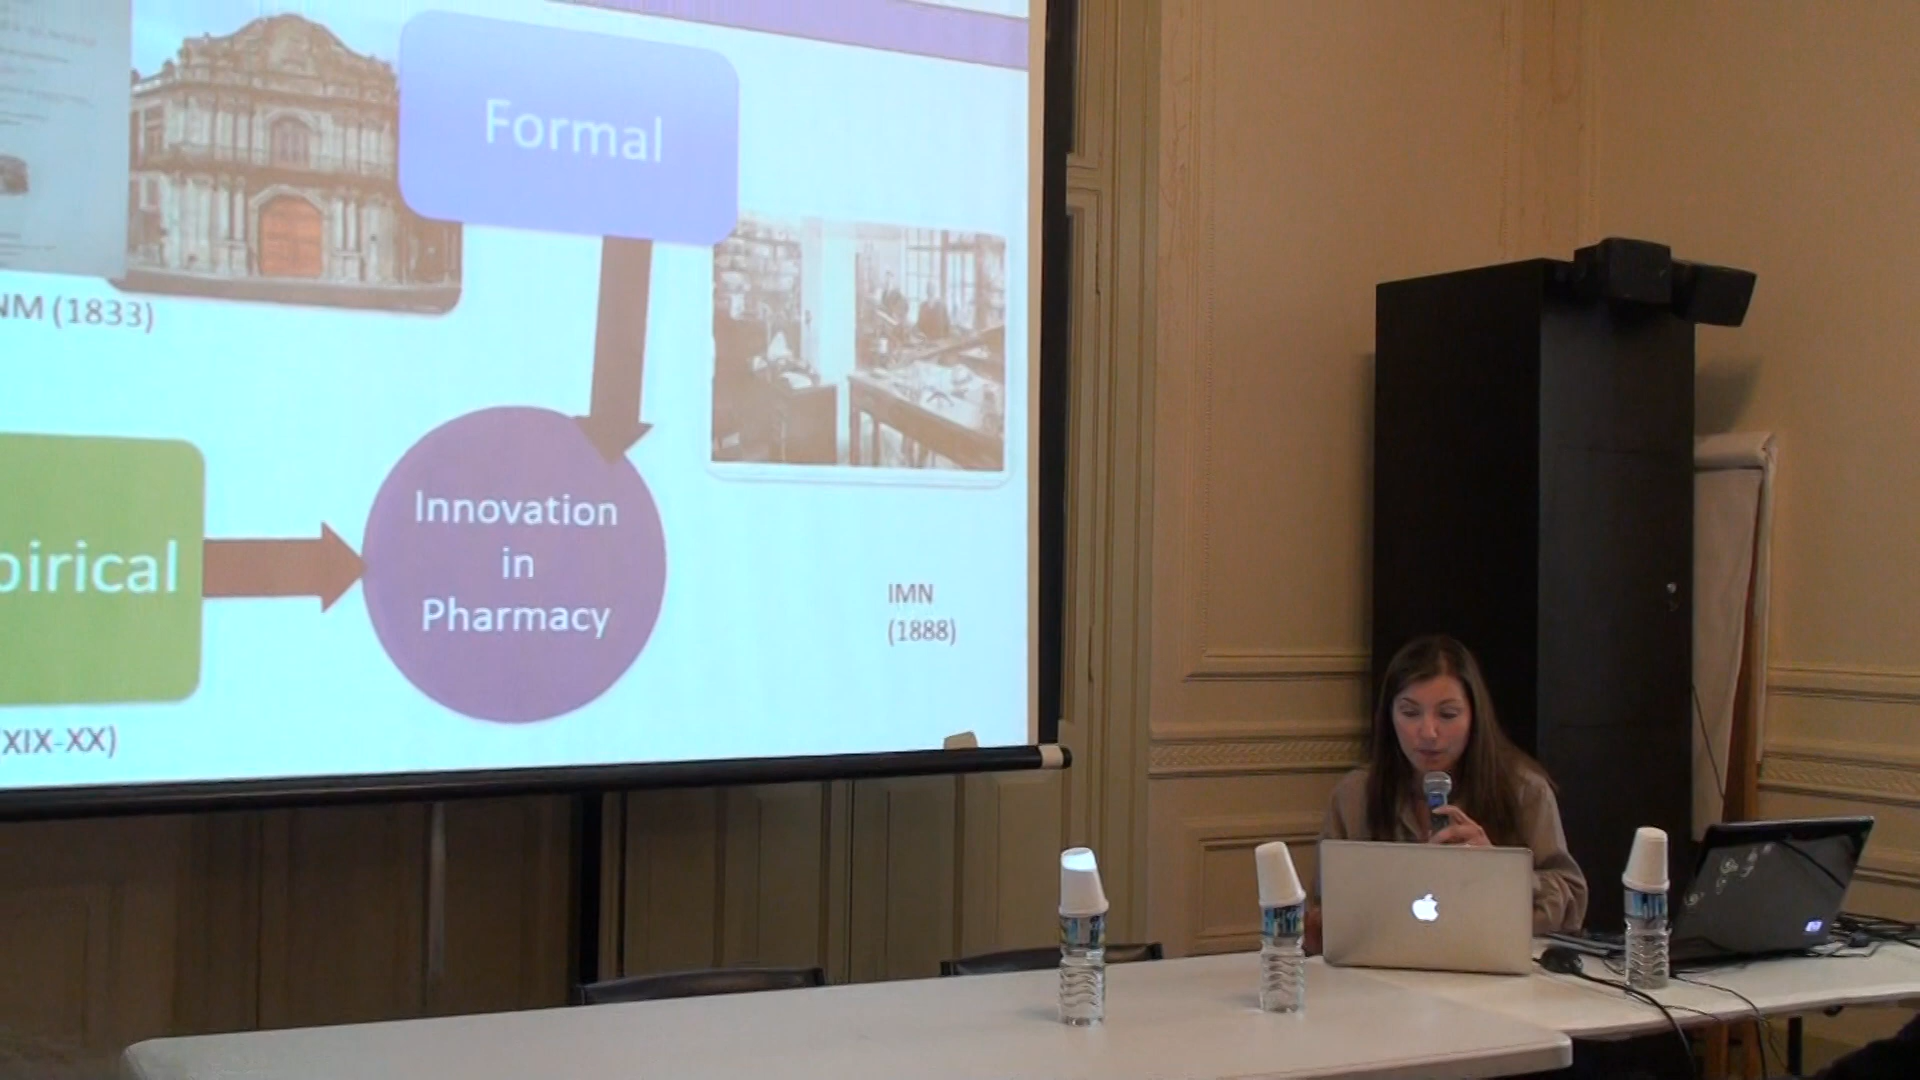 Formal
NM (1833)
pirical
Innovation
in
Pharmacy
IMN
(1888)
(XIX-XX)